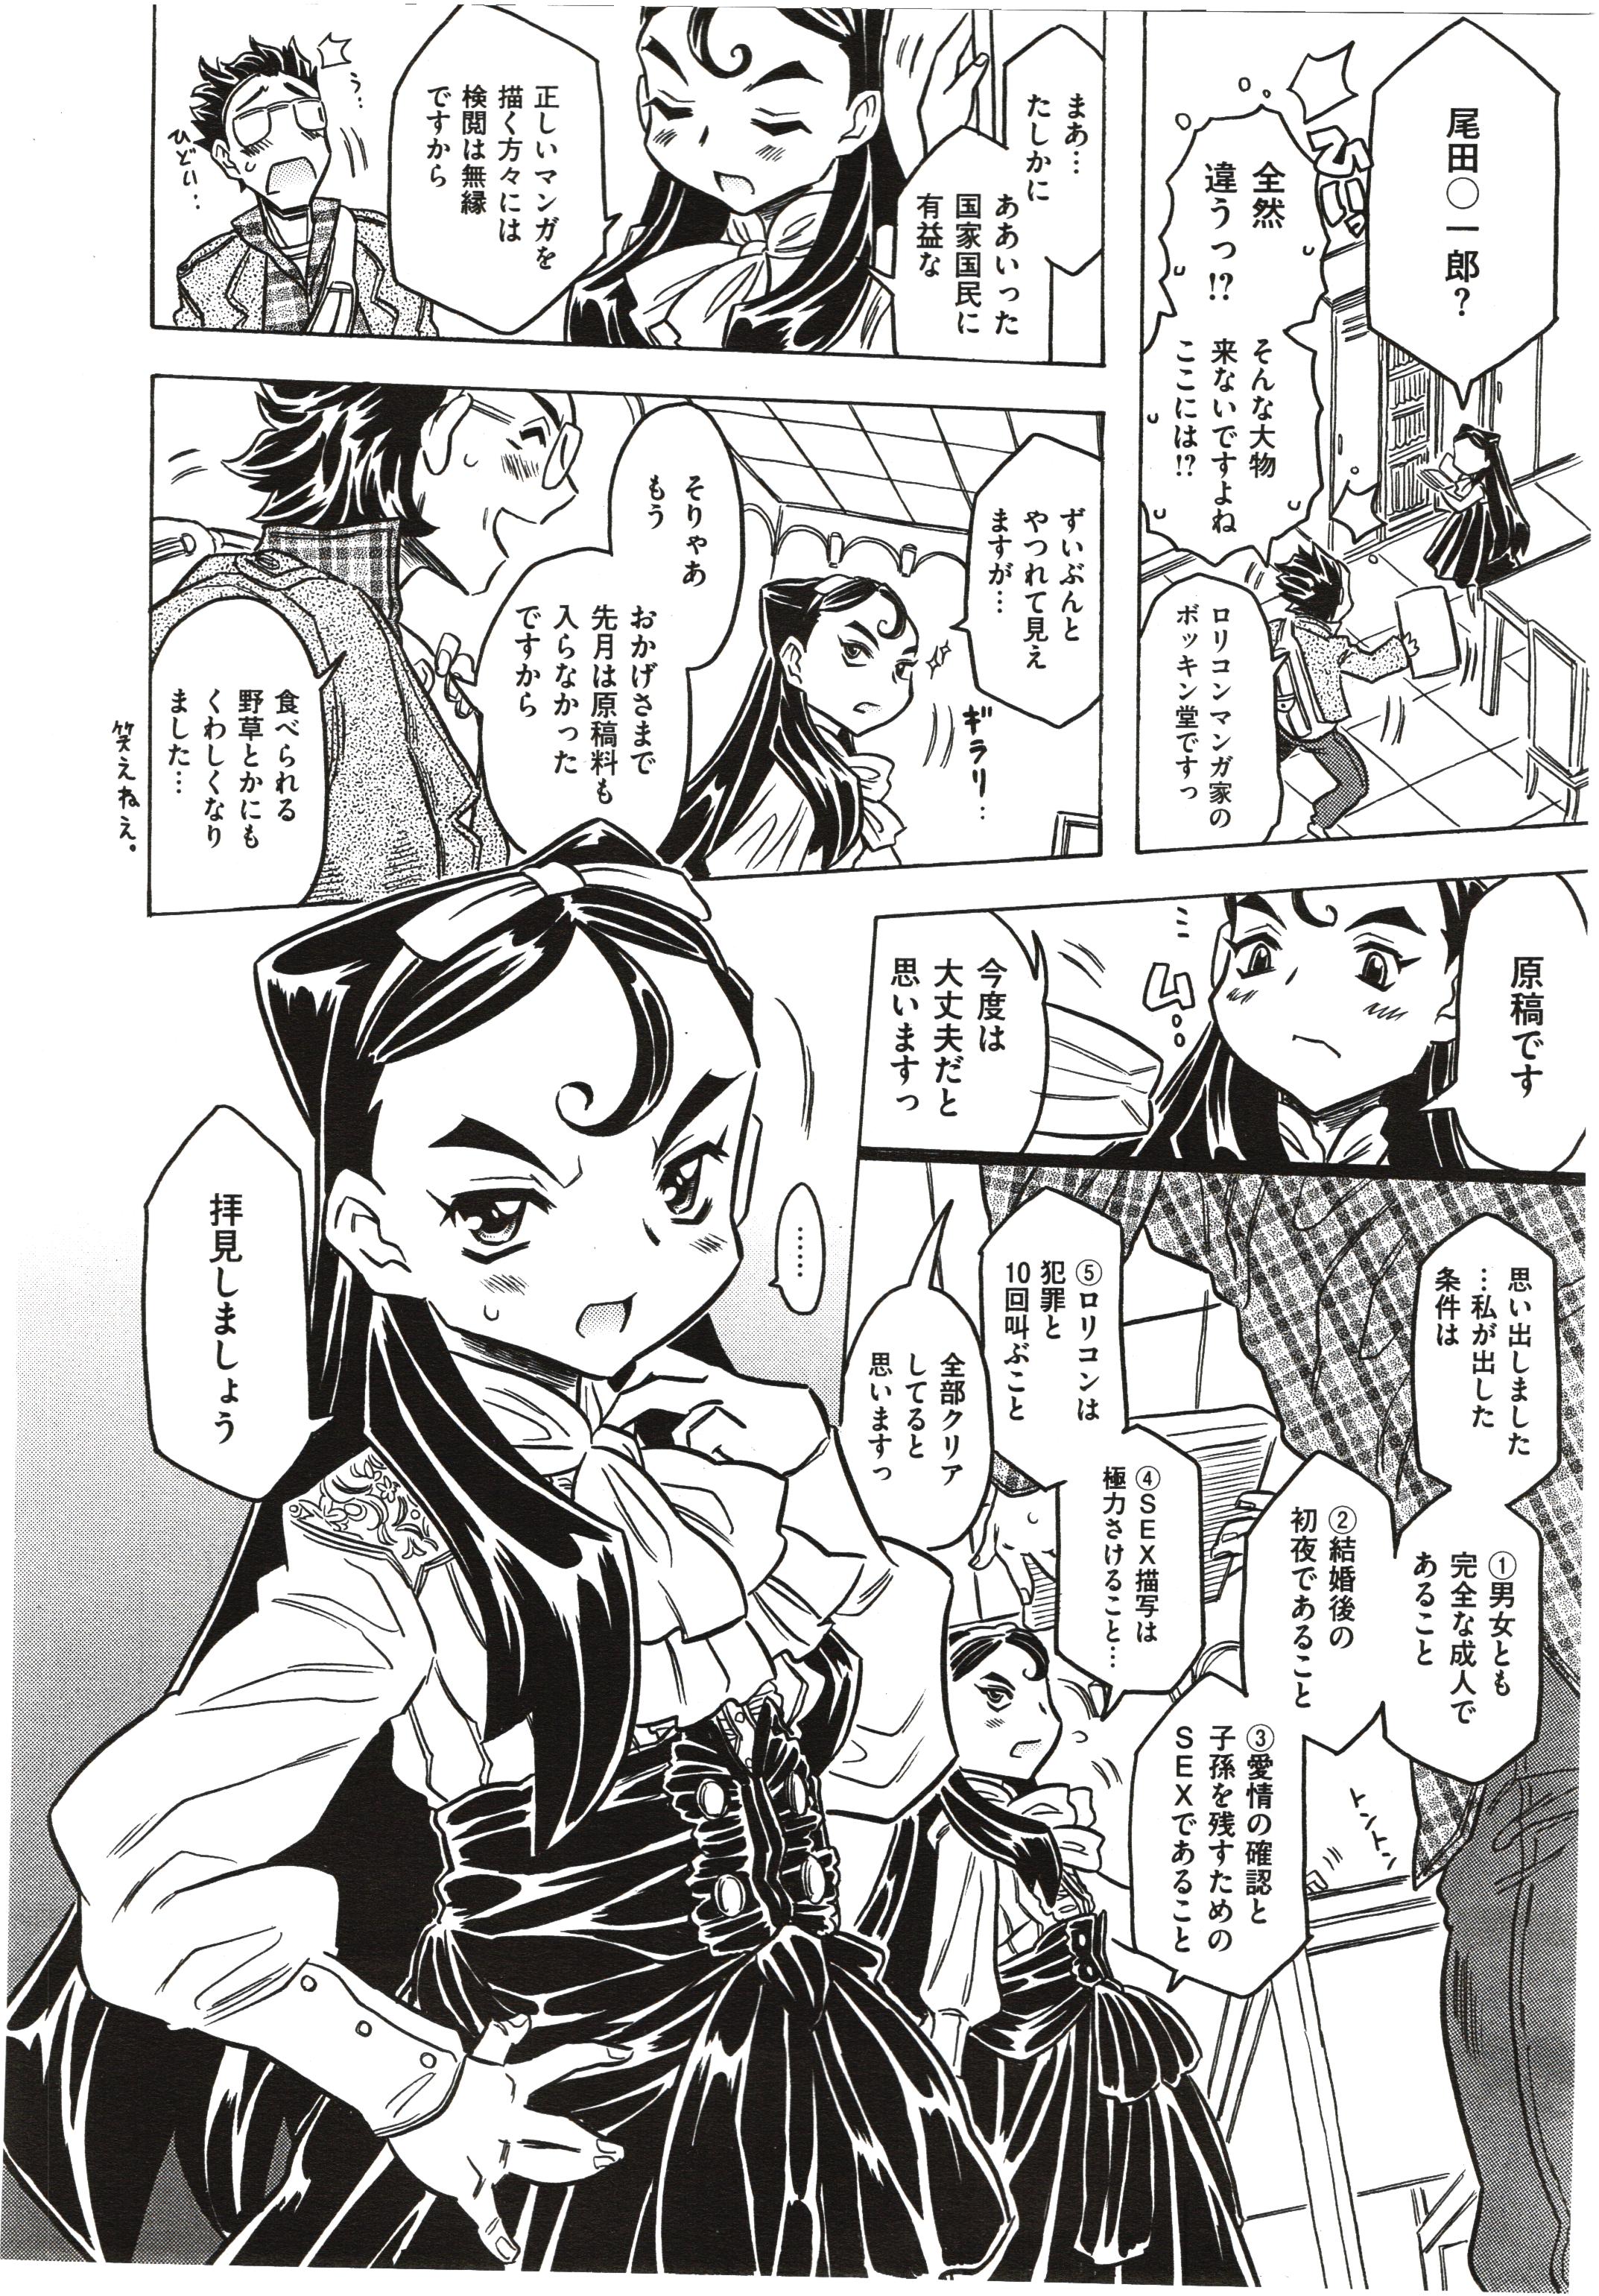 尾田○一郎？
ひいっ
全然
違うっ!?
そんな大物
来ないですよね
ここには!?
ロリコンマンガ家の
ボッキン堂ですっ
まあ…
たしかに
ああいった
国家国民に
有益な
正しいマンガを
描く方々には
検閲は無縁
ですから
う…
ひどい…
ずいぶんと
やつれて見え
ますが…
ギラリ…
そりゃあ
もう
おかげさまで
先月は原稿料も
入らなかった
ですから
食べられる
野草とかにも
くわしくなり
ました…
笑えねえ。
原稿です
ム…
今度は
大丈夫だと
思いますっ
思い出しました
…私が出した
条件は
①男女とも
完全な成人で
あること
②結婚後の
初夜であること
③愛情の確認と
子孫を残すための
SEXであること
④SEX描写は
極力さけること…
⑤ロリコンは
犯罪と
10回叫ぶこと
トントン
全部クリア
してると
思いますっ
……
拝見しましょう